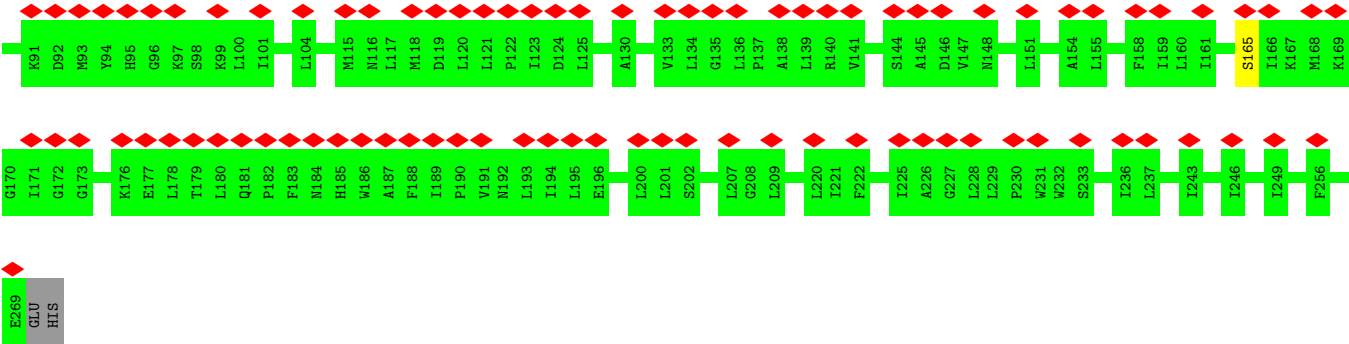 K91 D92 M93 Y94 H95 G96 K97 S98 K99 L100 I101 L104 M115 N116 L117 M118 D119 L120 L121 P122 I123 D124 L125 A130 V133 L134 G135 L136 P137 A138 L139 R140 V141 S144 A145 D146 V147 N148 L151 A154 L155 F158 I159 L160 I161 S165 I166 K167 M168 K169
G170 I171 G172 G173 K176 E177 L178 T179 L180 Q181 P182 F183 N184 H185 W186 A187 F188 I189 P190 V191 N192 L193 I194 L195 E196 L200 L201 S202 L207 G208 L209 L220 I221 F222 I225 A226 G227 L228 L229 P230 W231 W232 S233 I236 L237 I243 I246 I249 F256
E269 GLU HIS